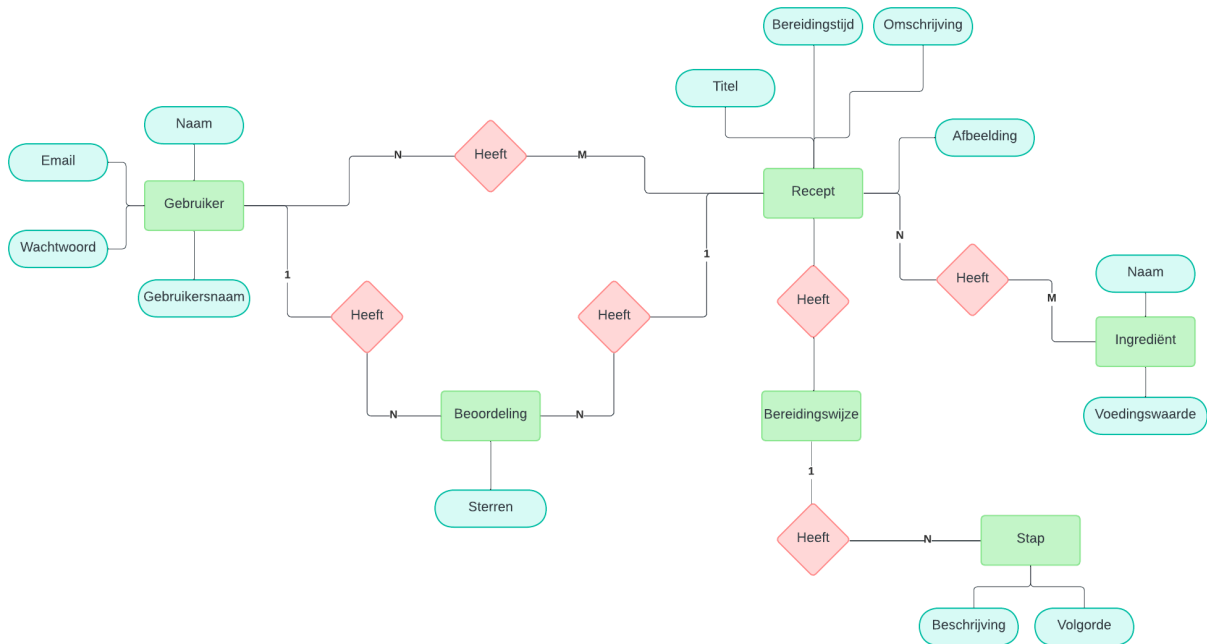 Bereidingstijd
Omschrijving
Titel
Naam
Afbeelding
Email
N
Heeft
M
Gebruiker
Recept
Wachtwoord
N
1
1
Heeft
Naam
Gebruikersnaam
M
Heeft
Heeft
Heeft
Ingrediënt
N
Beoordeling
N
Bereidingswijze
Voedingswaarde
1
Sterren
Heeft
N
Stap
Beschrijving
Volgorde